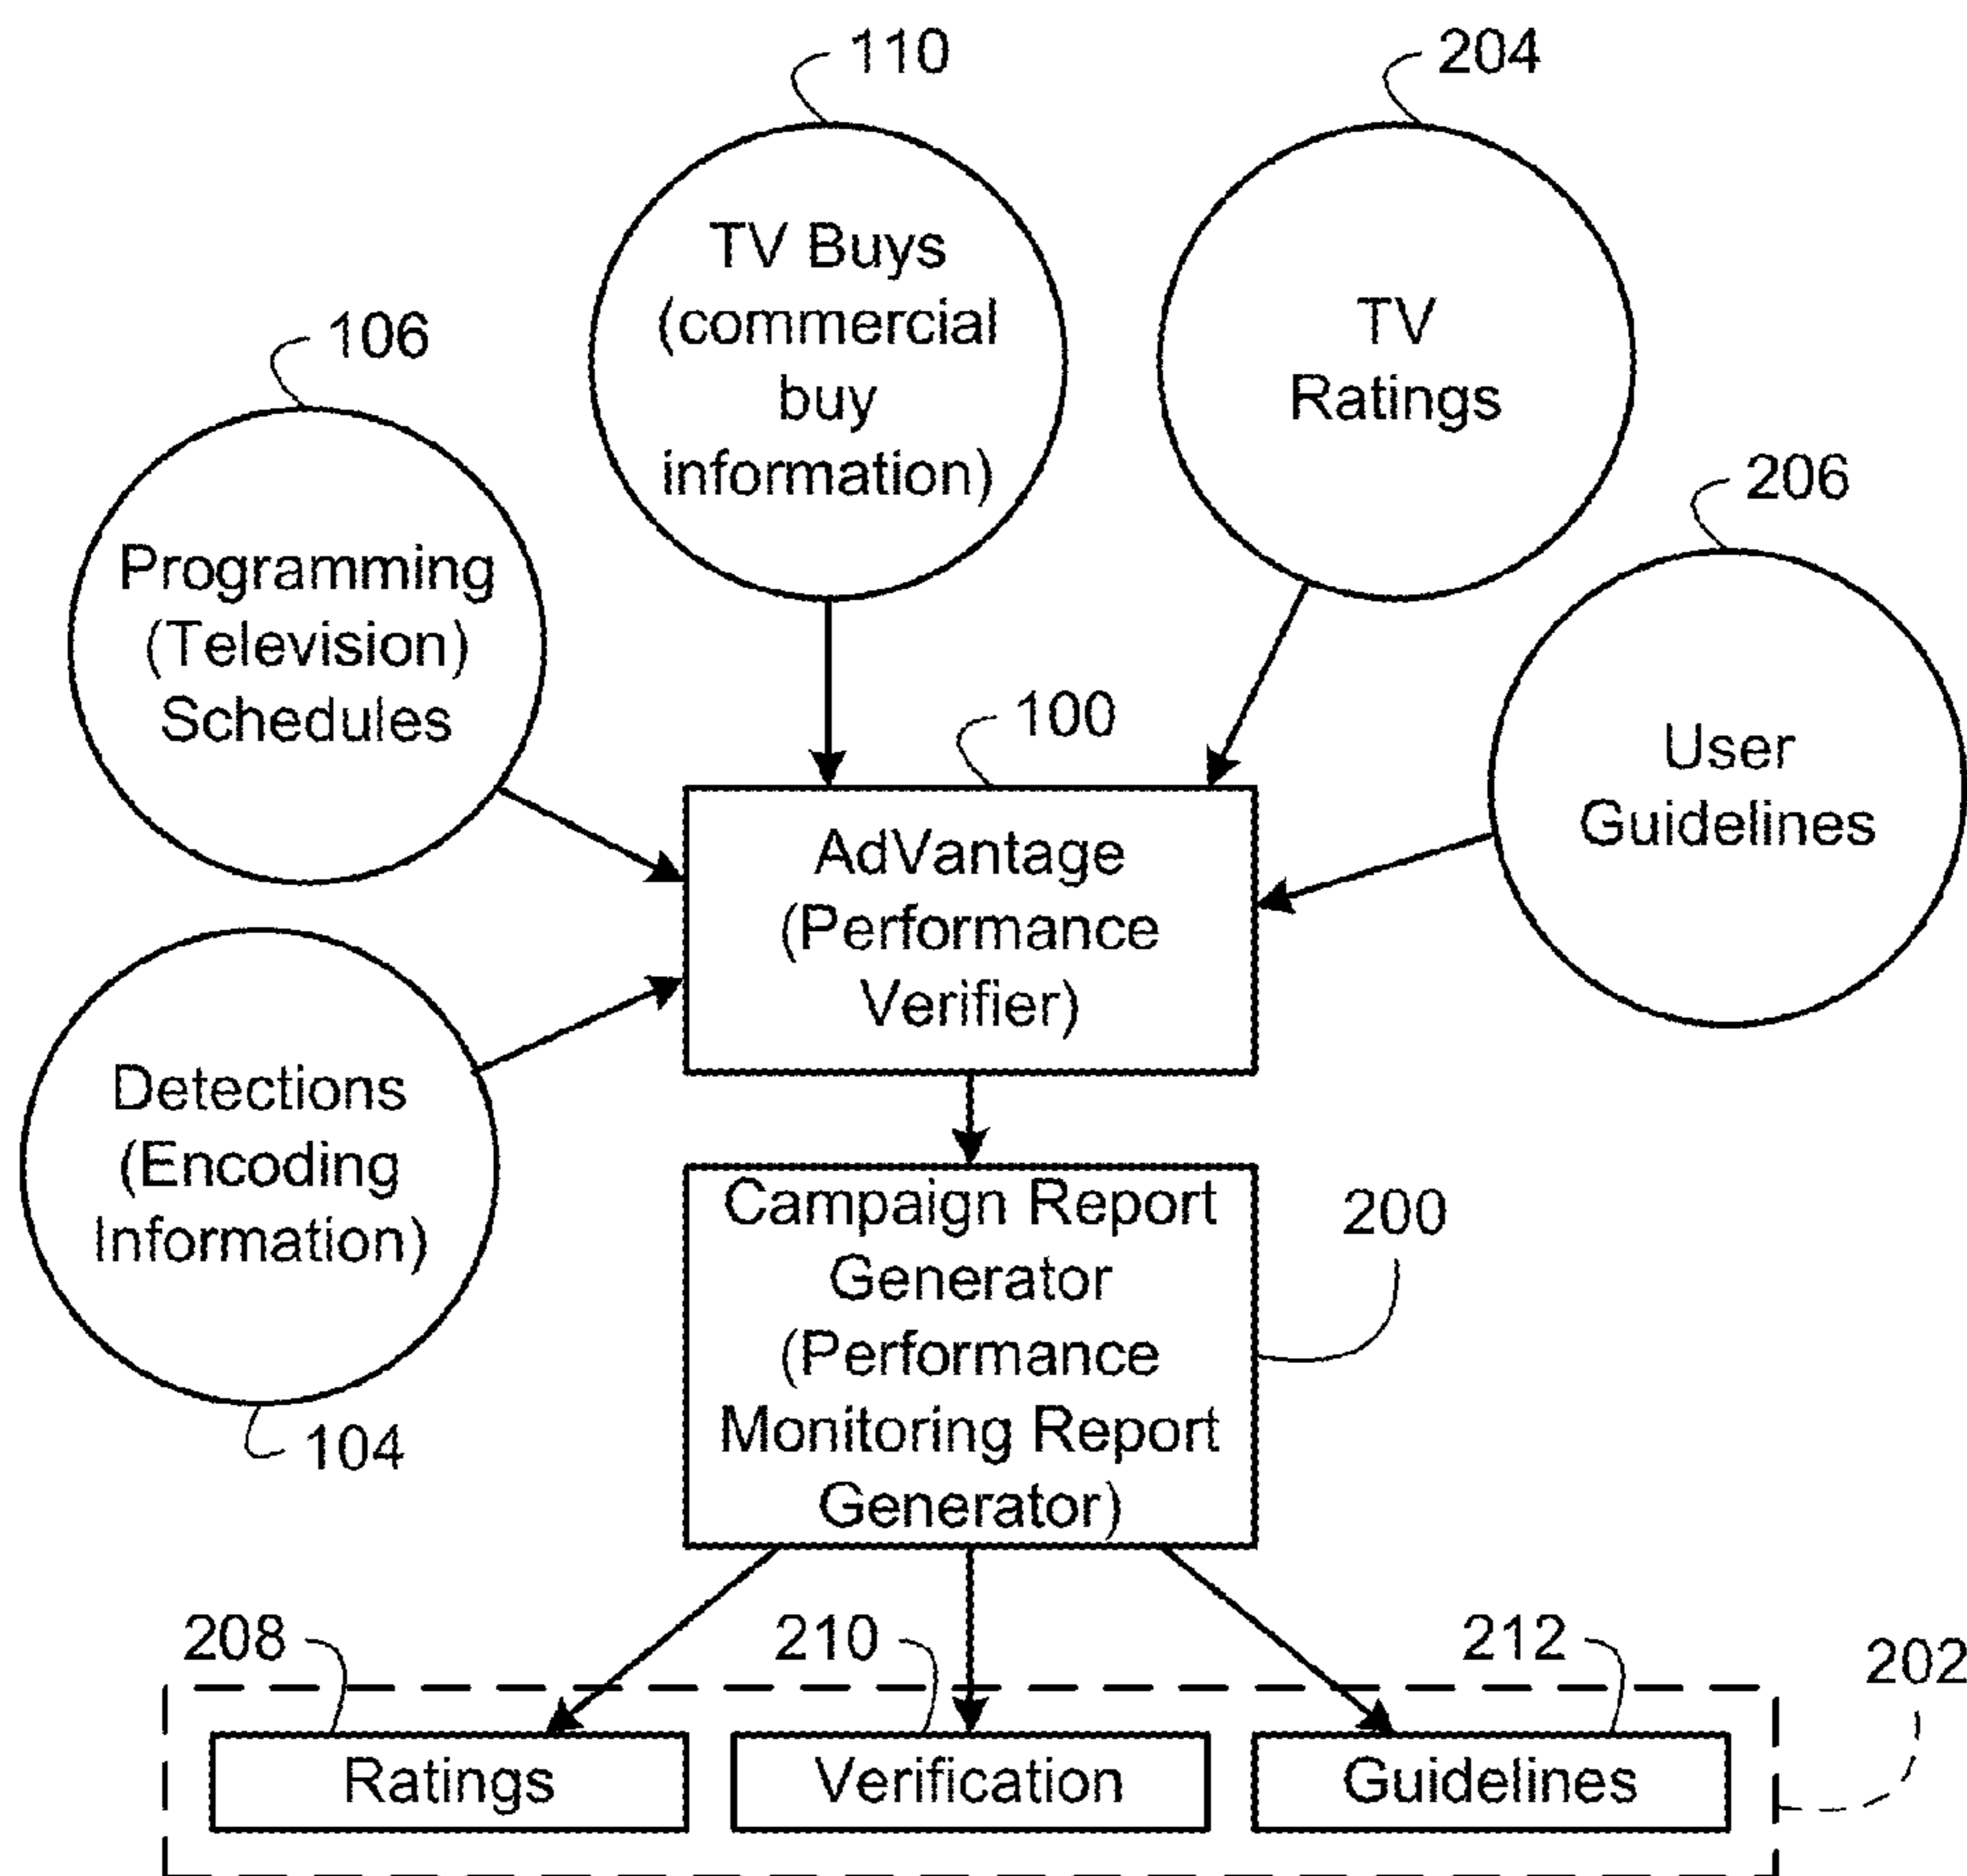 110
204
TV Buys
(commercial
buy
information)
TV
Ratings
106
206
Programming
(Television)
Schedules
User
Guidelines
100
AdVantage
(Performance
Verifier)
Detections
(Encoding
Information)
104
Campaign Report
Generator
(Performance
Monitoring Report
Generator)
200
208
210
212
202
Ratings
Verification
Guidelines